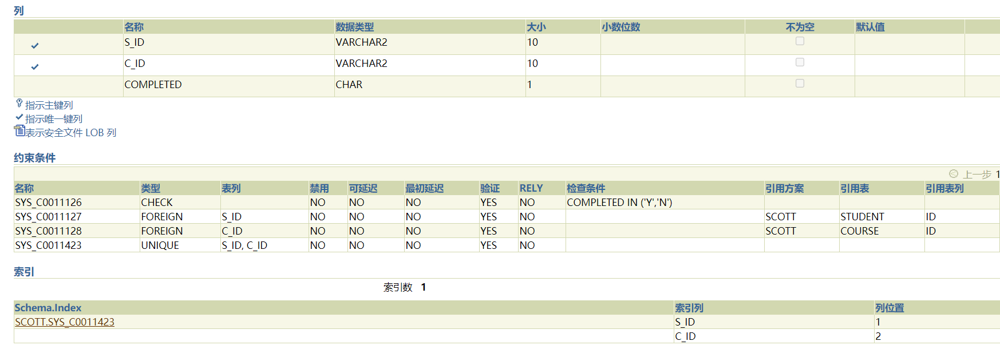 列
名称 数据类型 大小 小数位数 不为空 默认值
S_ID VARCHAR2 10
C_ID VARCHAR2 10
COMPLETED CHAR 1
指示主键列
指示唯一键列
表示安全文件 LOB 列
约束条件
上一步 1
名称 类型 表列 禁用 可延迟 最初延迟 验证 RELY 检查条件 引用方案 引用表 引用表列
SYS_C0011126 CHECK NO NO NO YES NO COMPLETED IN ('Y','N')
SYS_C0011127 FOREIGN S_ID NO NO NO YES NO SCOTT STUDENT ID
SYS_C0011128 FOREIGN C_ID NO NO NO YES NO SCOTT COURSE ID
SYS_C0011423 UNIQUE S_ID, C_ID NO NO NO YES NO
索引
索引数 1
Schema.Index 索引列 列位置
SCOTT.SYS_C0011423 S_ID 1
C_ID 2